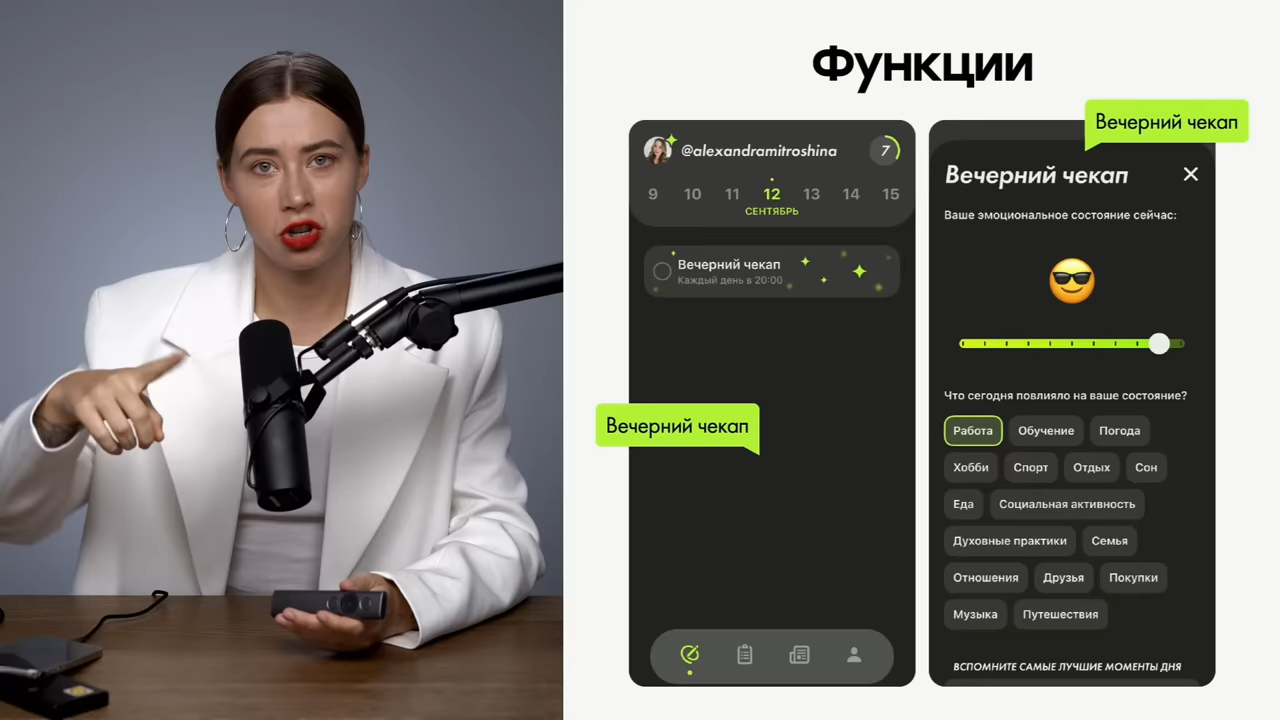 Функции
Вечерний чекап
@alexandramitroshina
7
9 10 11 12 13 14 15
СЕНТЯБРЬ
Вечерний чекап
Каждый день в 20:00
Вечерний чекап
Вечерний чекап
Ваше эмоциональное состояние сейчас:
Что сегодня повлияло на ваше состояние?
Работа Обучение Погода
Хобби Спорт Отдых Сон
Еда Социальная активность
Духовные практики Семья
Отношения Друзья Покупки
Музыка Путешествия
ВСПОМНИТЕ САМЫЕ ЛУЧШИЕ МОМЕНТЫ ДНЯ